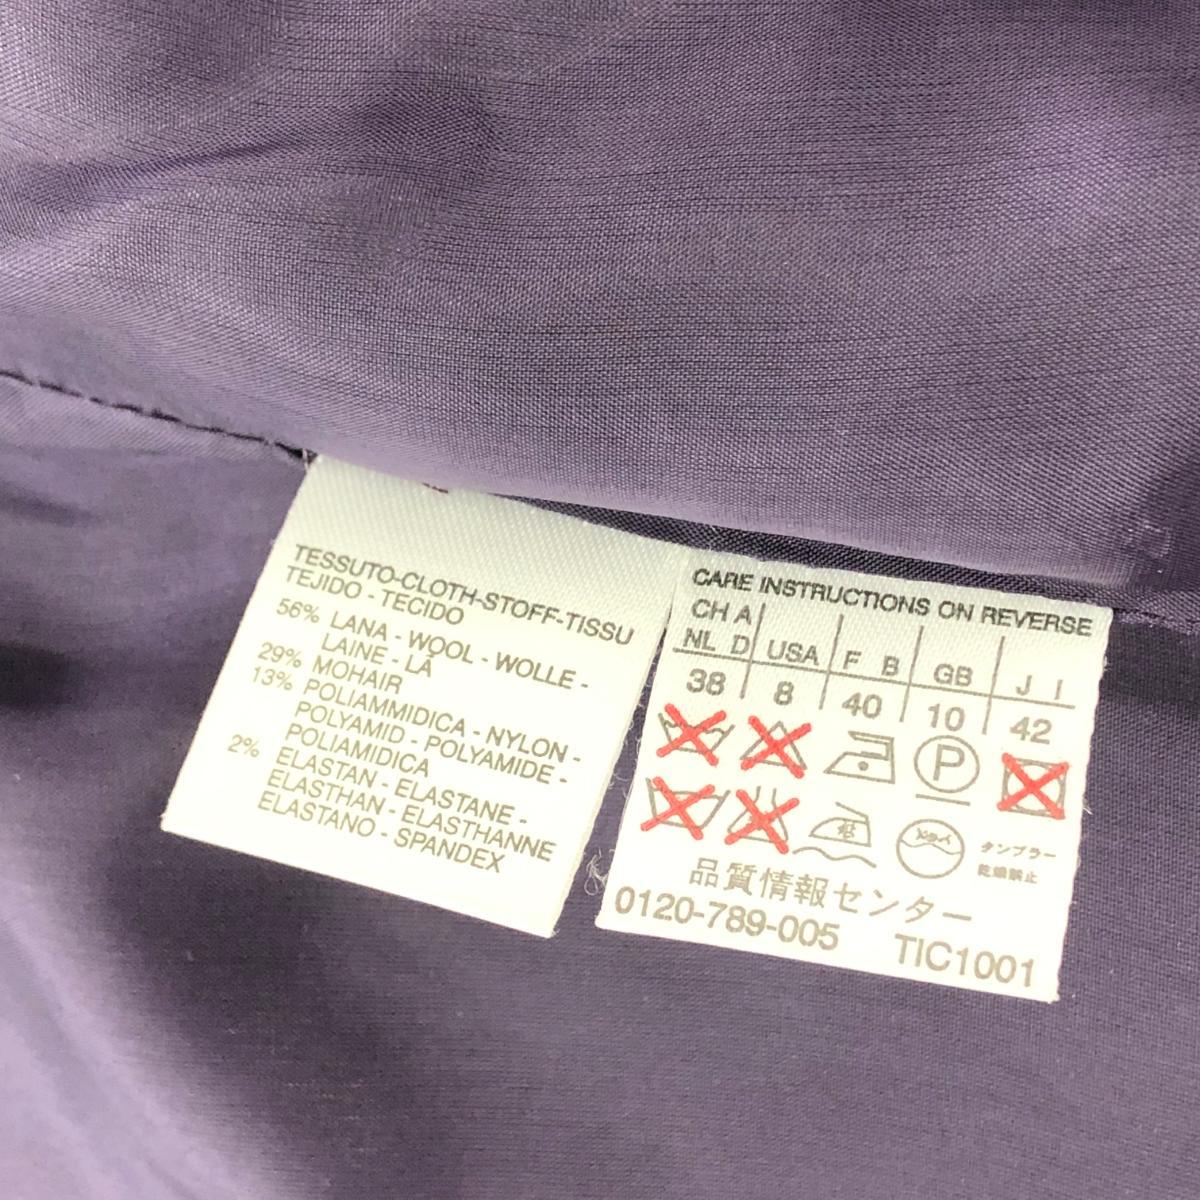 TESSUTO-CLOTH-STOFF-TISSU
TEJIDO - TECIDO
56% LANA - WOOL - WOLLE -
LAINE - LÃ
29% MOHAIR
13% POLIAMMIDICA - NYLON -
POLYAMID - POLYAMIDE -
POLIAMIDICA
2% ELASTAN - ELASTANE -
ELASTHAN - ELASTHANNE
ELASTANO - SPANDEX
CARE INSTRUCTIONS ON REVERSE
CH A
NL D USA F B GB J I
38 8 40 10 42
P
ドライ タンブラー
乾燥禁止
品質情報センター
0120-789-005 TIC1001